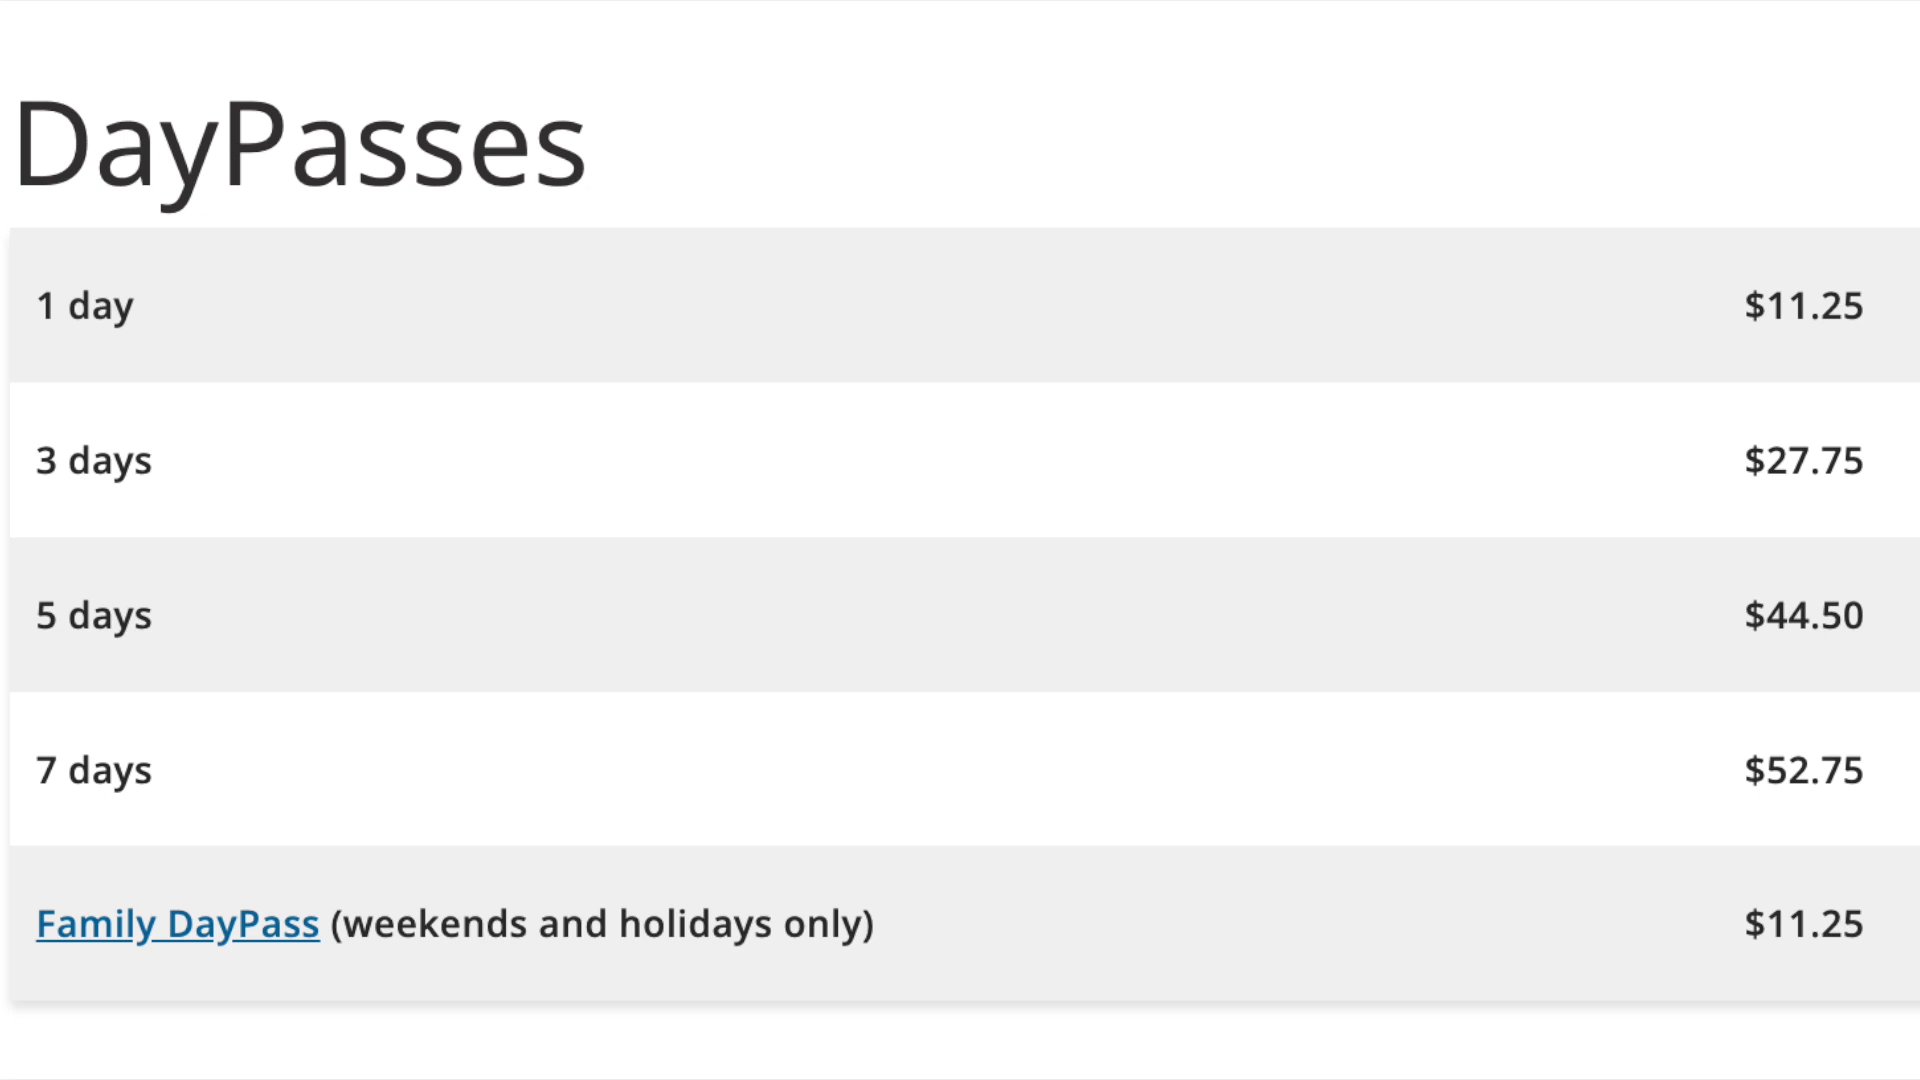 DayPasses
1 day $11.25
3 days $27.75
5 days $44.50
7 days $52.75
Family DayPass (weekends and holidays only) $11.25